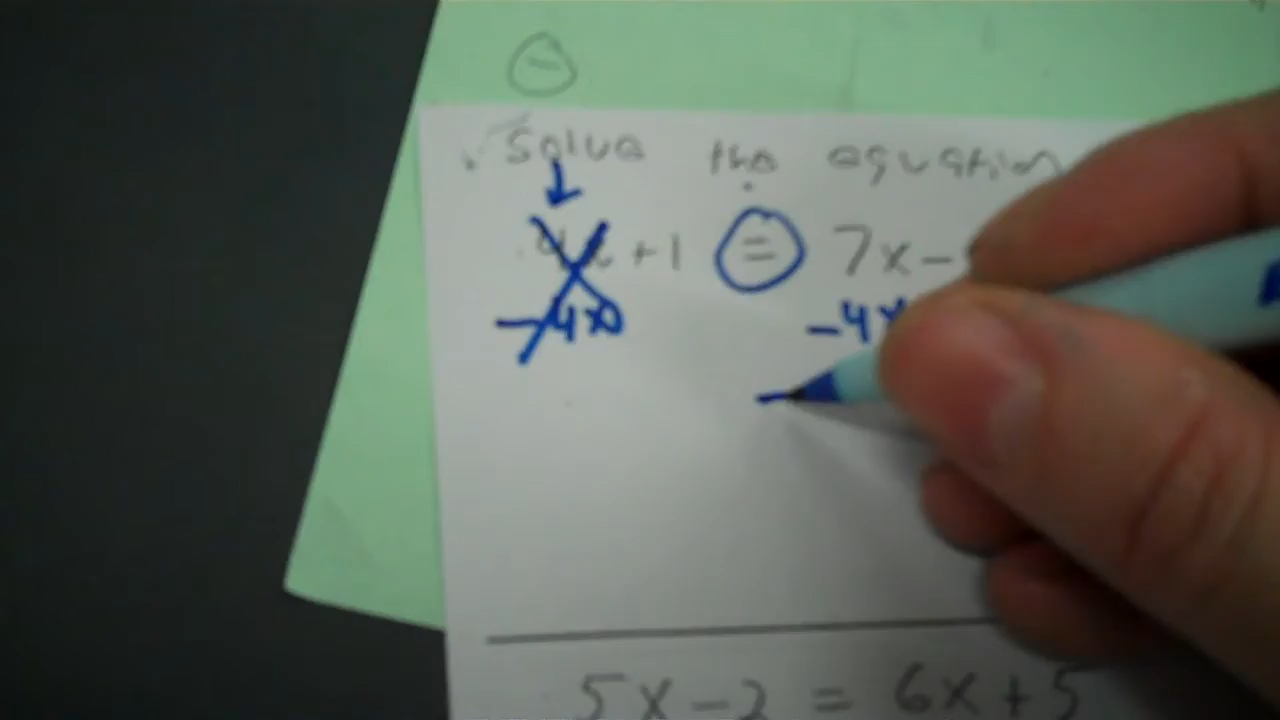 Solve the equation
4x + 1 = 7x -
-4x -4x
5x - 2 = 6x + 5